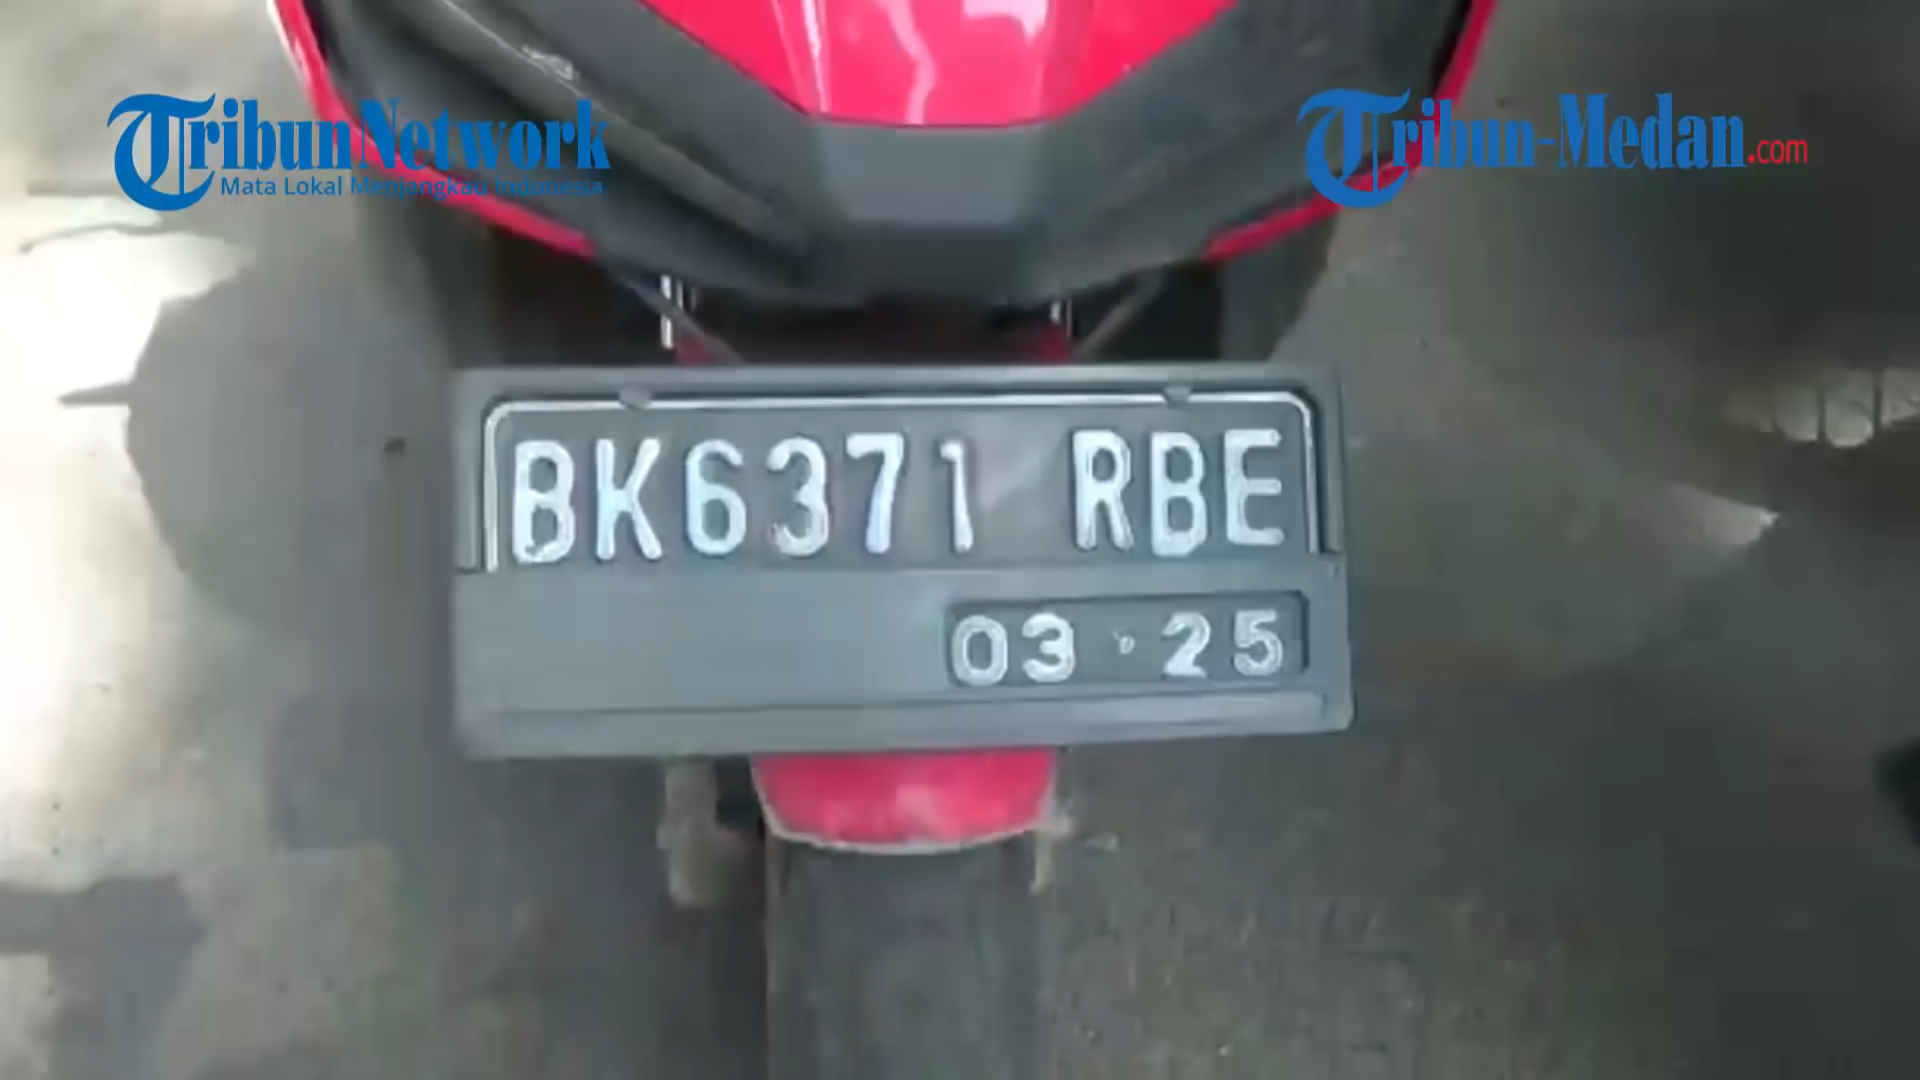 TribunNetwork
Mata Lokal Menjangkau Indonesia
Tribun-Medan.com
BK6371 RBE
03 25